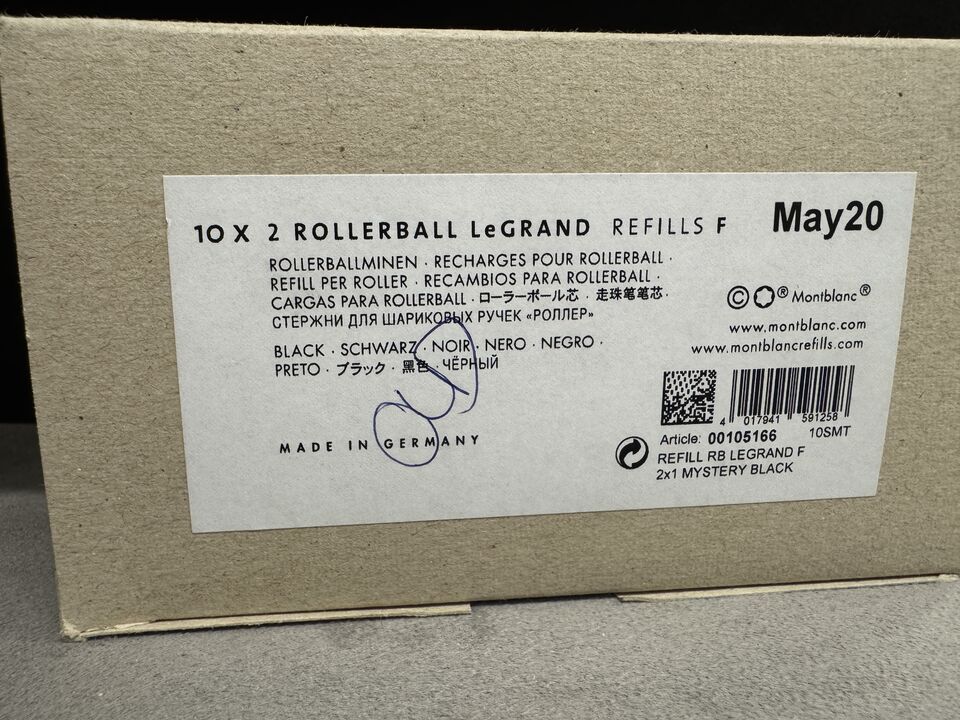 10 X 2 ROLLERBALL LeGRAND REFILLS F
May20
ROLLERBALLMINEN · RECHARGES POUR ROLLERBALL ·
REFILL PER ROLLER · RECAMBIOS PARA ROLLERBALL ·
CARGAS PARA ROLLERBALL · ローラーボール芯 · 走珠笔笔芯 ·
СТЕРЖНИ ДЛЯ ШАРИКОВЫХ РУЧЕК «РОЛЛЕР»
BLACK · SCHWARZ · NOIR · NERO · NEGRO ·
PRETO · ブラック · 黑色 · ЧЁРНЫЙ
MADE IN GERMANY
© ® Montblanc®
www.montblanc.com
www.montblancrefills.com
4 017941 591258
10SMT
Article: 00105166
REFILL RB LEGRAND F
2x1 MYSTERY BLACK